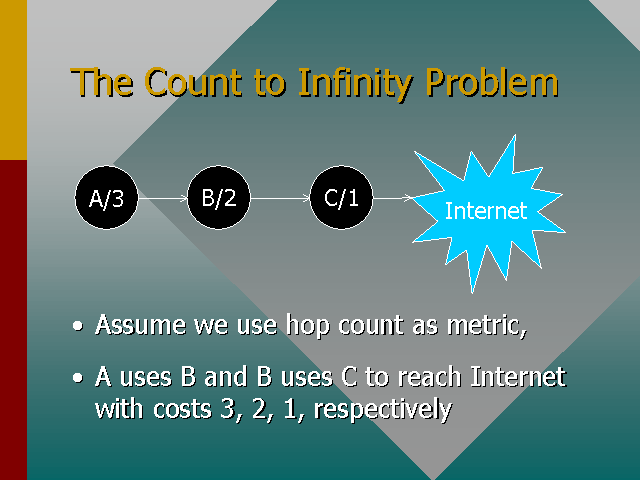 The Count to Infinity Problem
A/3
B/2
C/1
Internet
• Assume we use hop count as metric,
• A uses B and B uses C to reach Internet
with costs 3, 2, 1, respectively